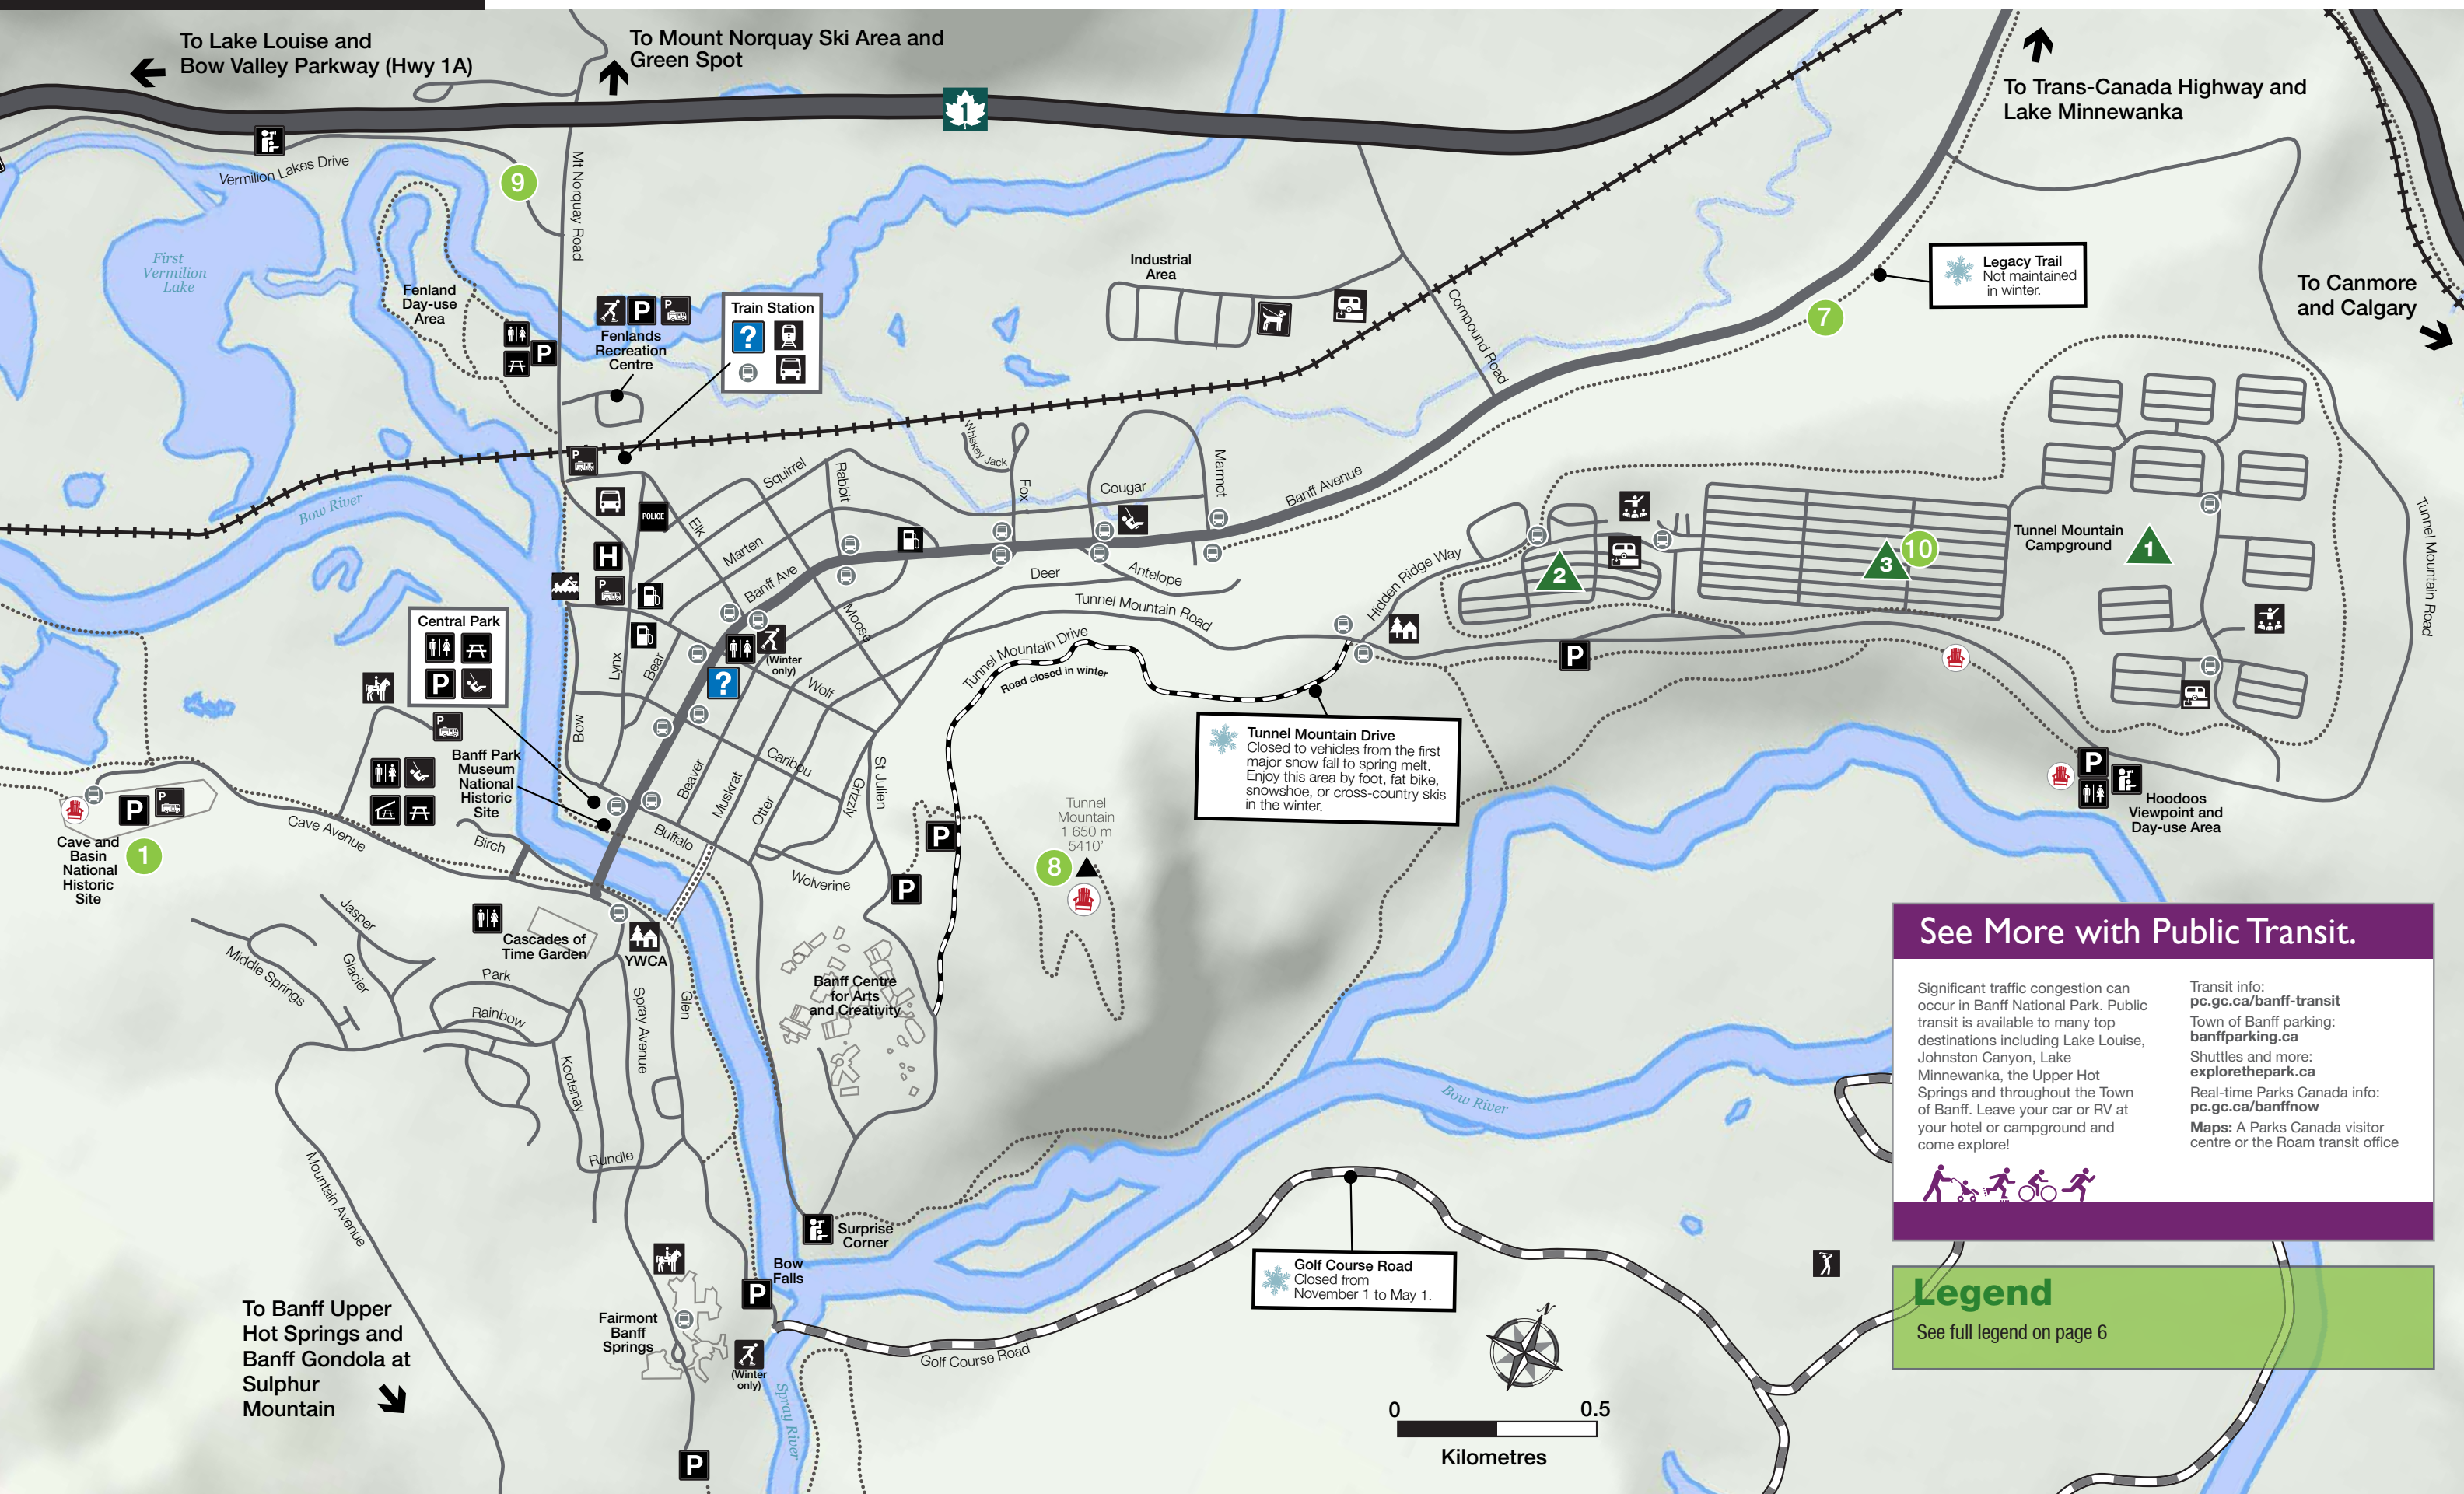 To Lake Louise and
Bow Valley Parkway (Hwy 1A)
To Mount Norquay Ski Area and
Green Spot
1
To Trans-Canada Highway and
Lake Minnewanka
Vermilion Lakes Drive
9
Mt Norquay Road
First
Vermilion
Lake
Fenland
Day-use
Area
P
P
P
Fenlands
Recreation
Centre
Train Station
?
Industrial
Area
Compound Road
7
Legacy Trail
Not maintained
in winter.
To Canmore
and Calgary
Bow River
P
POLICE
H
P
Squirrel
Rabbit
Elk
Marten
Banff Ave
Moose
Whiskey Jack
Fox
Cougar
Marmot
Banff Avenue
Deer
Antelope
Tunnel Mountain Road
Tunnel Mountain Drive
Road closed in winter
Hidden Ridge Way
2
3
10
Tunnel Mountain
Campground
1
Tunnel Mountain Road
P
Central Park
P
Lynx
Bear
Bow
(Winter
only)
?
Wolf
Caribou
Beaver
Muskrat
Otter
Grizzly
St Julien
Buffalo
Wolverine
P
Banff Park
Museum
National
Historic
Site
P
P
Cave and
Basin
National
Historic
Site
1
Cave Avenue
Birch
Tunnel Mountain Drive
Closed to vehicles from the first
major snow fall to spring melt.
Enjoy this area by foot, fat bike,
snowshoe, or cross-country skis
in the winter.
P
P
Tunnel
Mountain
1 650 m
5410'
8
P
Hoodoos
Viewpoint and
Day-use Area
Jasper
Glacier
Middle Springs
Cascades of
Time Garden
YWCA
Park
Rainbow
Kootenay
Spray Avenue
Glen
Rundle
Mountain Avenue
Banff Centre
for Arts
and Creativity
Bow River
See More with Public Transit.
Significant traffic congestion can
occur in Banff National Park. Public
transit is available to many top
destinations including Lake Louise,
Johnston Canyon, Lake
Minnewanka, the Upper Hot
Springs and throughout the Town
of Banff. Leave your car or RV at
your hotel or campground and
come explore!
Transit info:
pc.gc.ca/banff-transit
Town of Banff parking:
banffparking.ca
Shuttles and more:
explorethepark.ca
Real-time Parks Canada info:
pc.gc.ca/banffnow
Maps: A Parks Canada visitor
centre or the Roam transit office
Surprise
Corner
Bow
Falls
P
Fairmont
Banff
Springs
(Winter
only)
Spray River
P
Golf Course Road
Golf Course Road
Closed from
November 1 to May 1.
To Banff Upper
Hot Springs and
Banff Gondola at
Sulphur
Mountain
N
0 0.5
Kilometres
Legend
See full legend on page 6